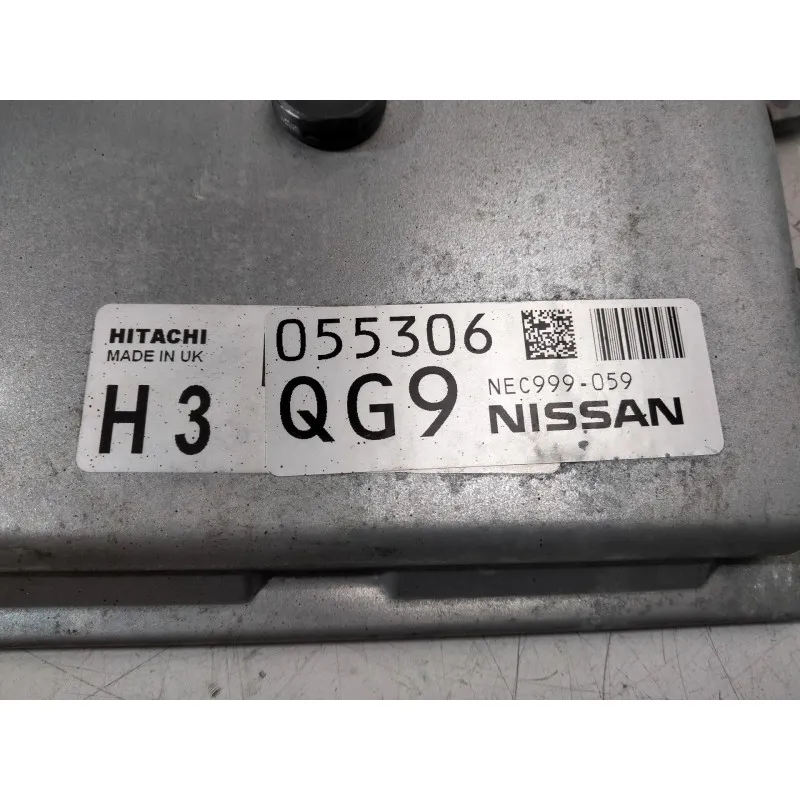 HITACHI
MADE IN UK
H3
055306
QG9
NEC999-059
NISSAN